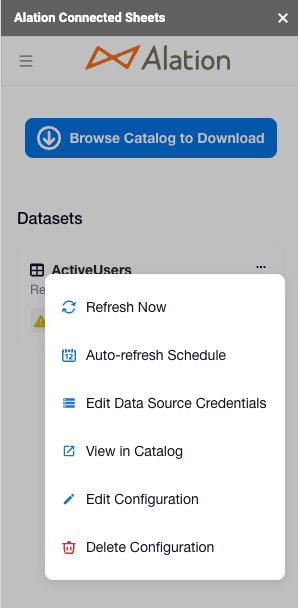 Alation Connected Sheets
Alation
Browse Catalog to Download
Datasets
ActiveUsers
Re
Refresh Now
12
Auto-refresh Schedule
Edit Data Source Credentials
View in Catalog
Edit Configuration
Delete Configuration